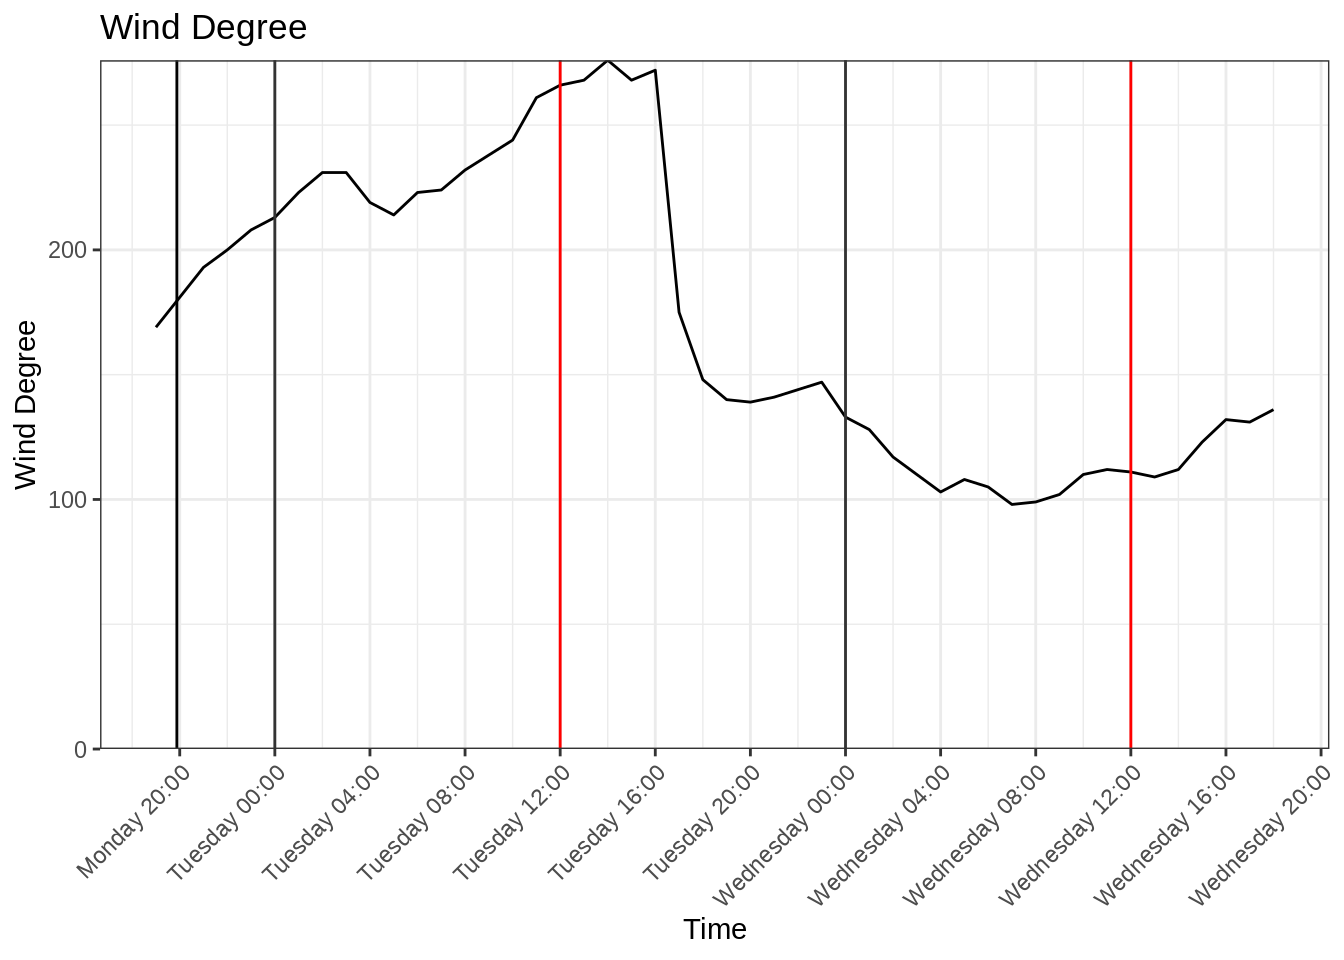 Wind Degree
Wind Degree
200
100
0
Monday 20:00
Tuesday 00:00
Tuesday 04:00
Tuesday 08:00
Tuesday 12:00
Tuesday 16:00
Tuesday 20:00
Wednesday 00:00
Wednesday 04:00
Wednesday 08:00
Wednesday 12:00
Wednesday 16:00
Wednesday 20:00
Time